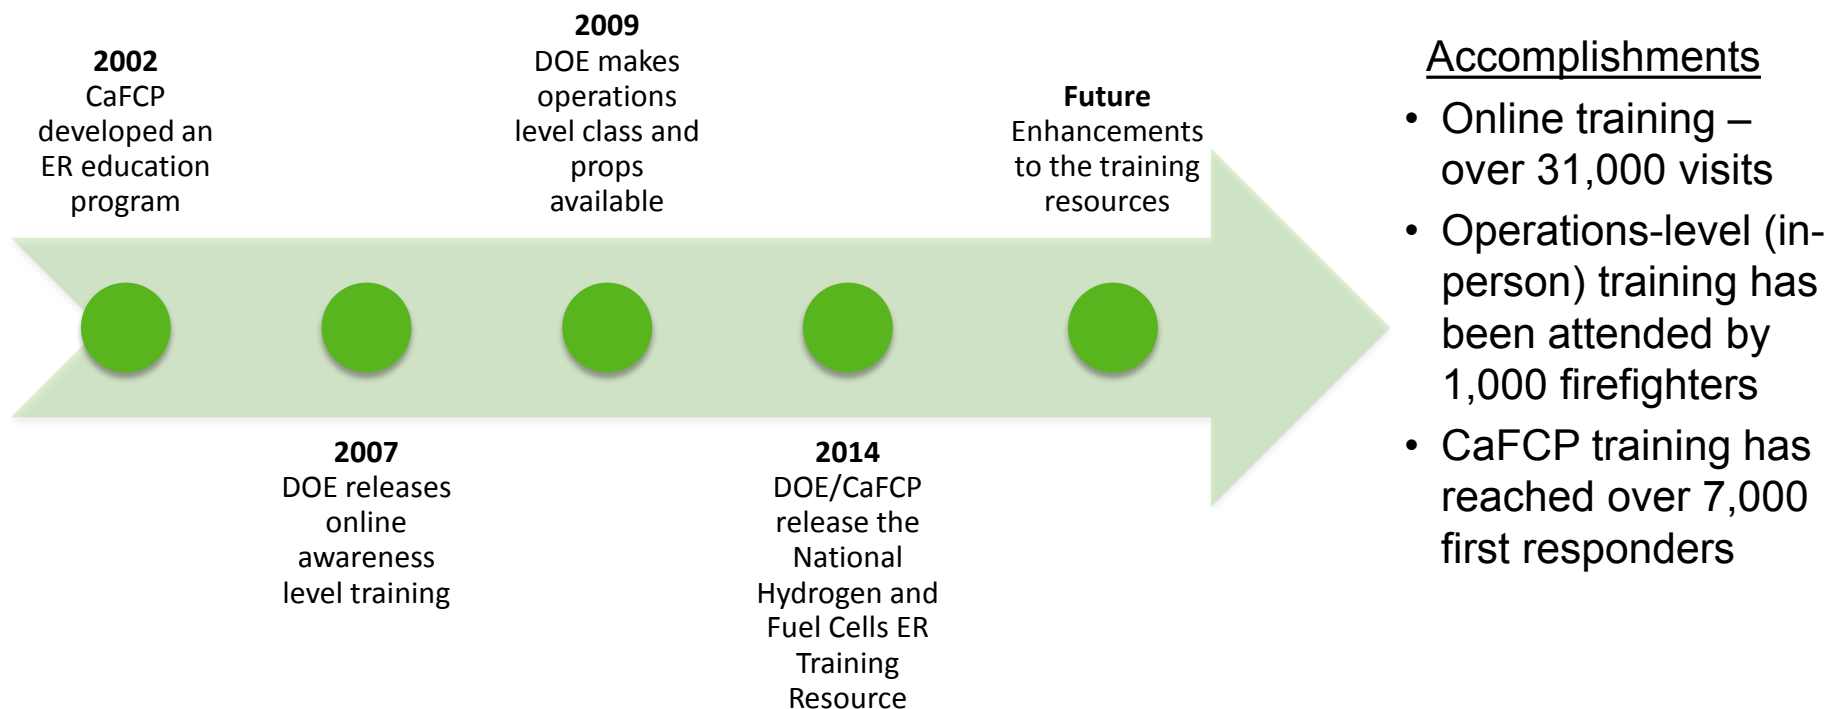 2002
CaFCP
developed an
ER education
program
2007
DOE releases
online
awareness
level training
2009
DOE makes
operations
level class and
props
available
2014
DOE/CaFCP
release the
National
Hydrogen and
Fuel Cells ER
Training
Resource
Future
Enhancements
to the training
resources
Accomplishments
• Online training –
over 31,000 visits
• Operations-level (in-
person) training has
been attended by
1,000 firefighters
• CaFCP training has
reached over 7,000
first responders